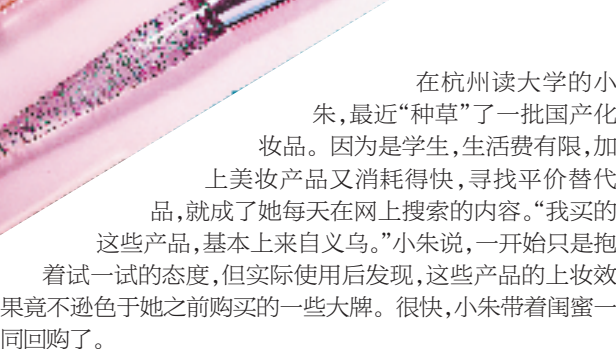 在杭州读大学的小
朱，最近“种草”了一批国产化
妆品。因为是学生，生活费有限，加
上美妆产品又消耗得快，寻找平价替代
品，就成了她每天在网上搜索的内容。“我买的
这些产品，基本上来自义乌。”小朱说，一开始只是抱
着试一试的态度，但实际使用后发现，这些产品的上妆效
果竟不逊色于她之前购买的一些大牌。很快，小朱带着闺蜜一
同回购了。